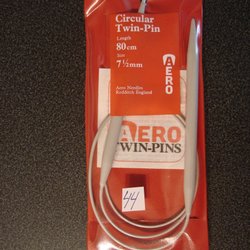 Circular
Twin-Pin
Length
80cm
Size
7½mm
AERO
Aero Needles
Redditch England
AERO
TWIN-PINS
44